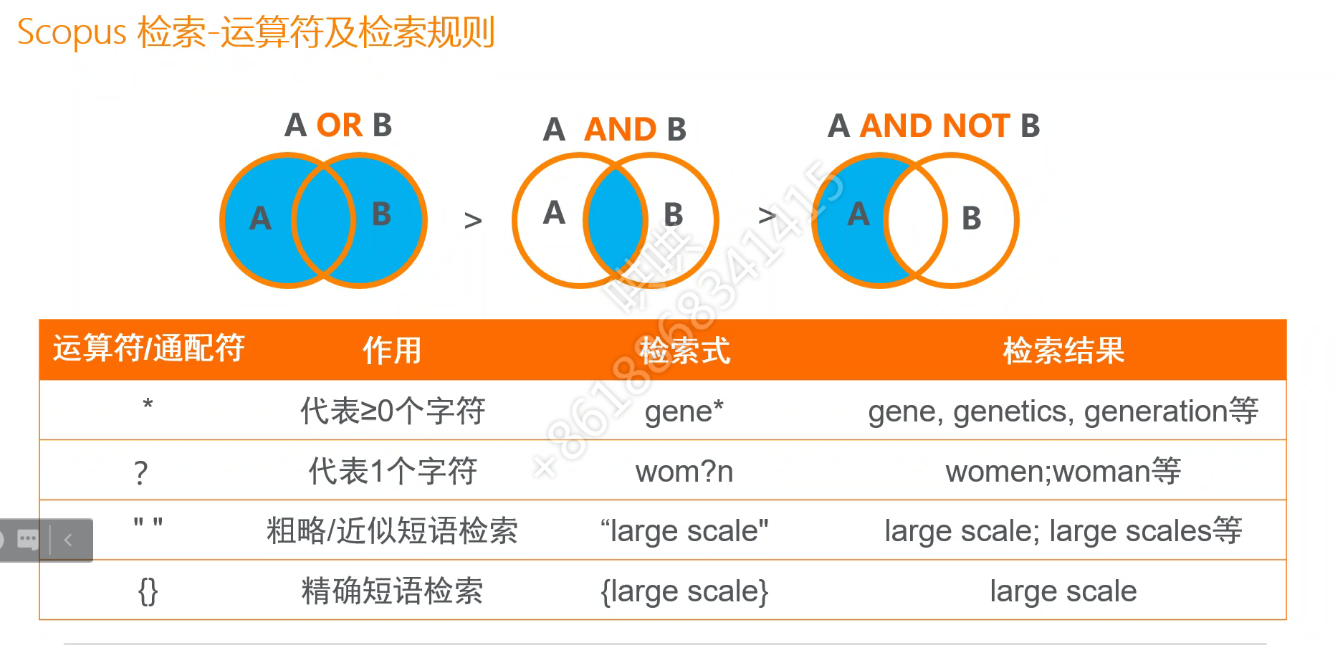 Scopus 检索-运算符及检索规则
A OR B
A AND B
A AND NOT B
A
B
>
A
B
>
A
B
运算符/通配符 作用 检索式 检索结果
* 代表≥0个字符 gene* gene, genetics, generation等
? 代表1个字符 wom?n women;woman等
" " 粗略/近似短语检索 “large scale" large scale; large scales等
{} 精确短语检索 {large scale} large scale
+8618868341415